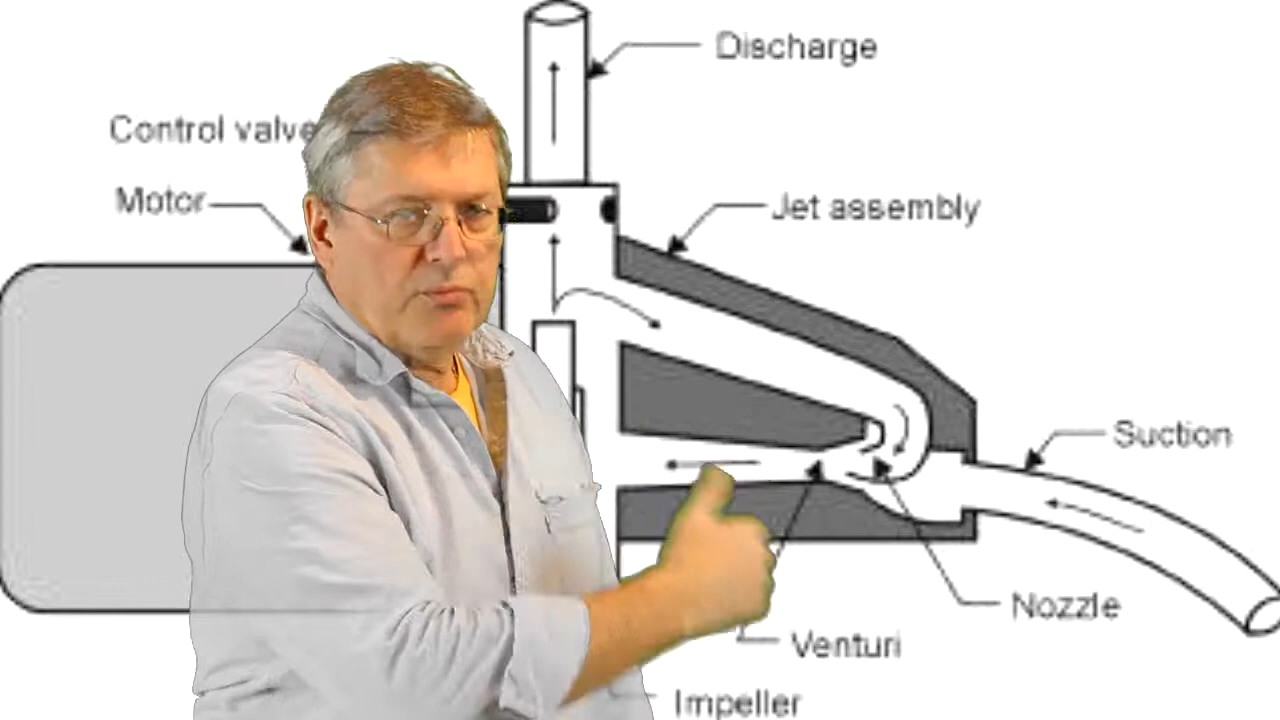 Discharge
Control valve
Motor
Jet assembly
Suction
Nozzle
Venturi
Impeller